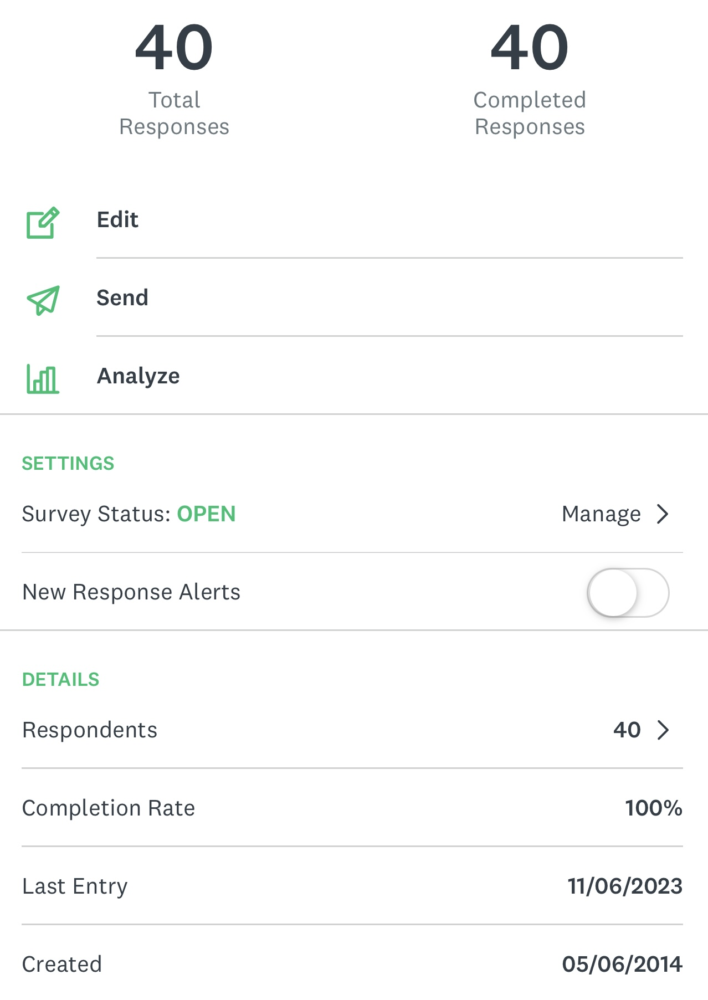 40
Total
Responses
40
Completed
Responses
Edit
Send
Analyze
SETTINGS
Survey Status: OPEN Manage
New Response Alerts
DETAILS
Respondents 40
Completion Rate 100%
Last Entry 11/06/2023
Created 05/06/2014